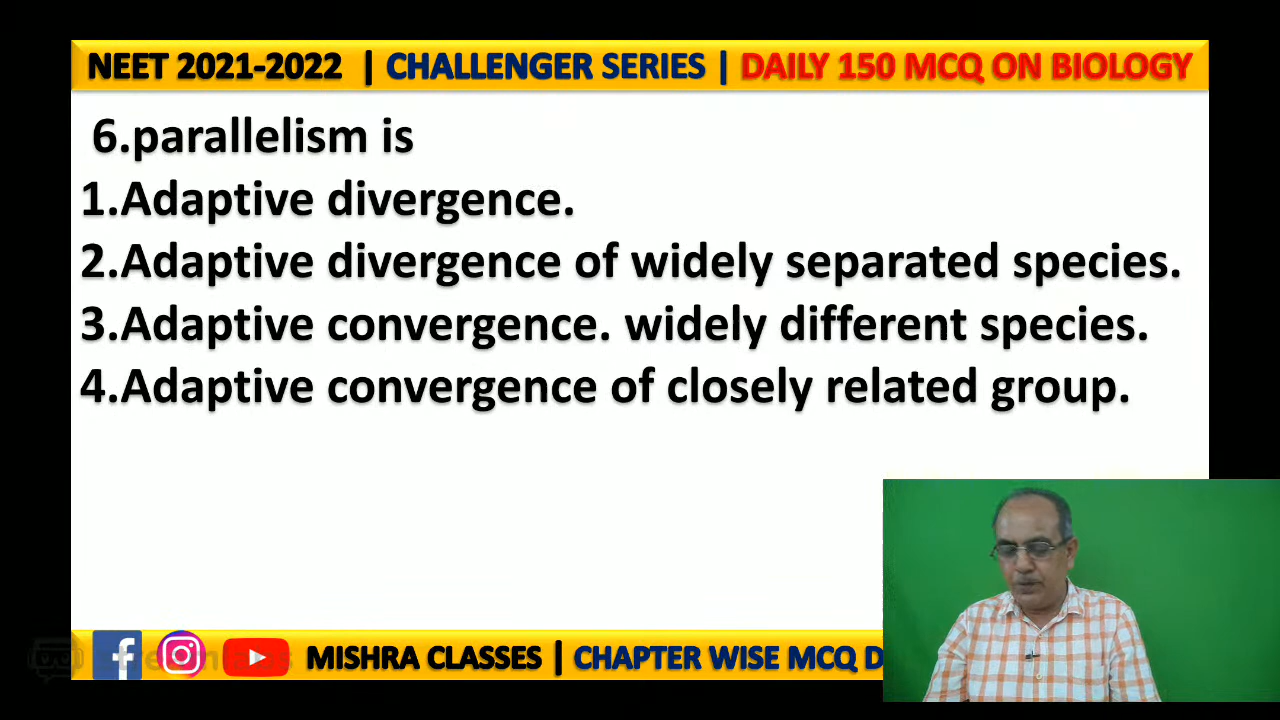 NEET 2021-2022 | CHALLENGER SERIES | DAILY 150 MCQ ON BIOLOGY
6.parallelism is
1.Adaptive divergence.
2.Adaptive divergence of widely separated species.
3.Adaptive convergence. widely different species.
4.Adaptive convergence of closely related group.
MISHRA CLASSES | CHAPTER WISE MCQ D